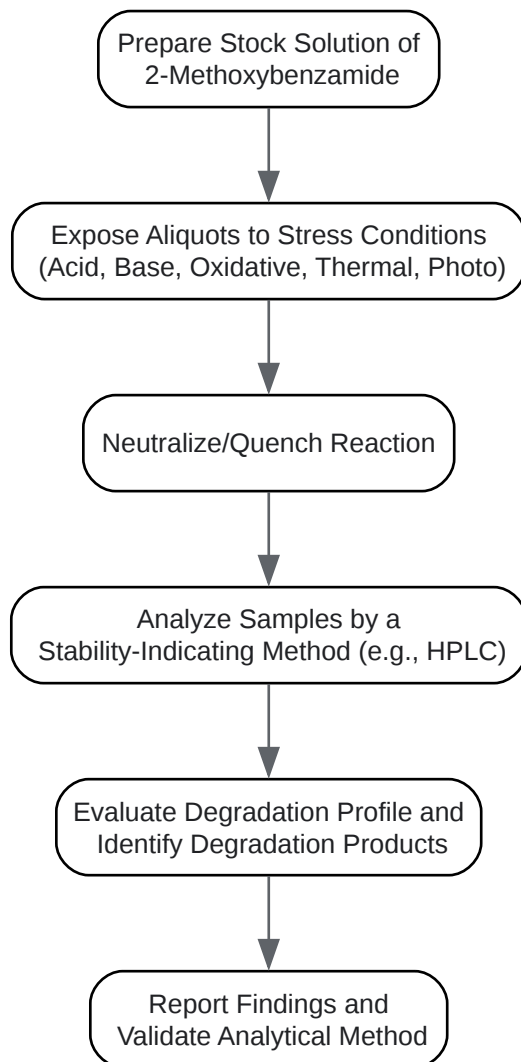 Prepare Stock Solution of
2-Methoxybenzamide
Expose Aliquots to Stress Conditions
(Acid, Base, Oxidative, Thermal, Photo)
Neutralize/Quench Reaction
Analyze Samples by a
Stability-Indicating Method (e.g., HPLC)
Evaluate Degradation Profile and
Identify Degradation Products
Report Findings and
Validate Analytical Method